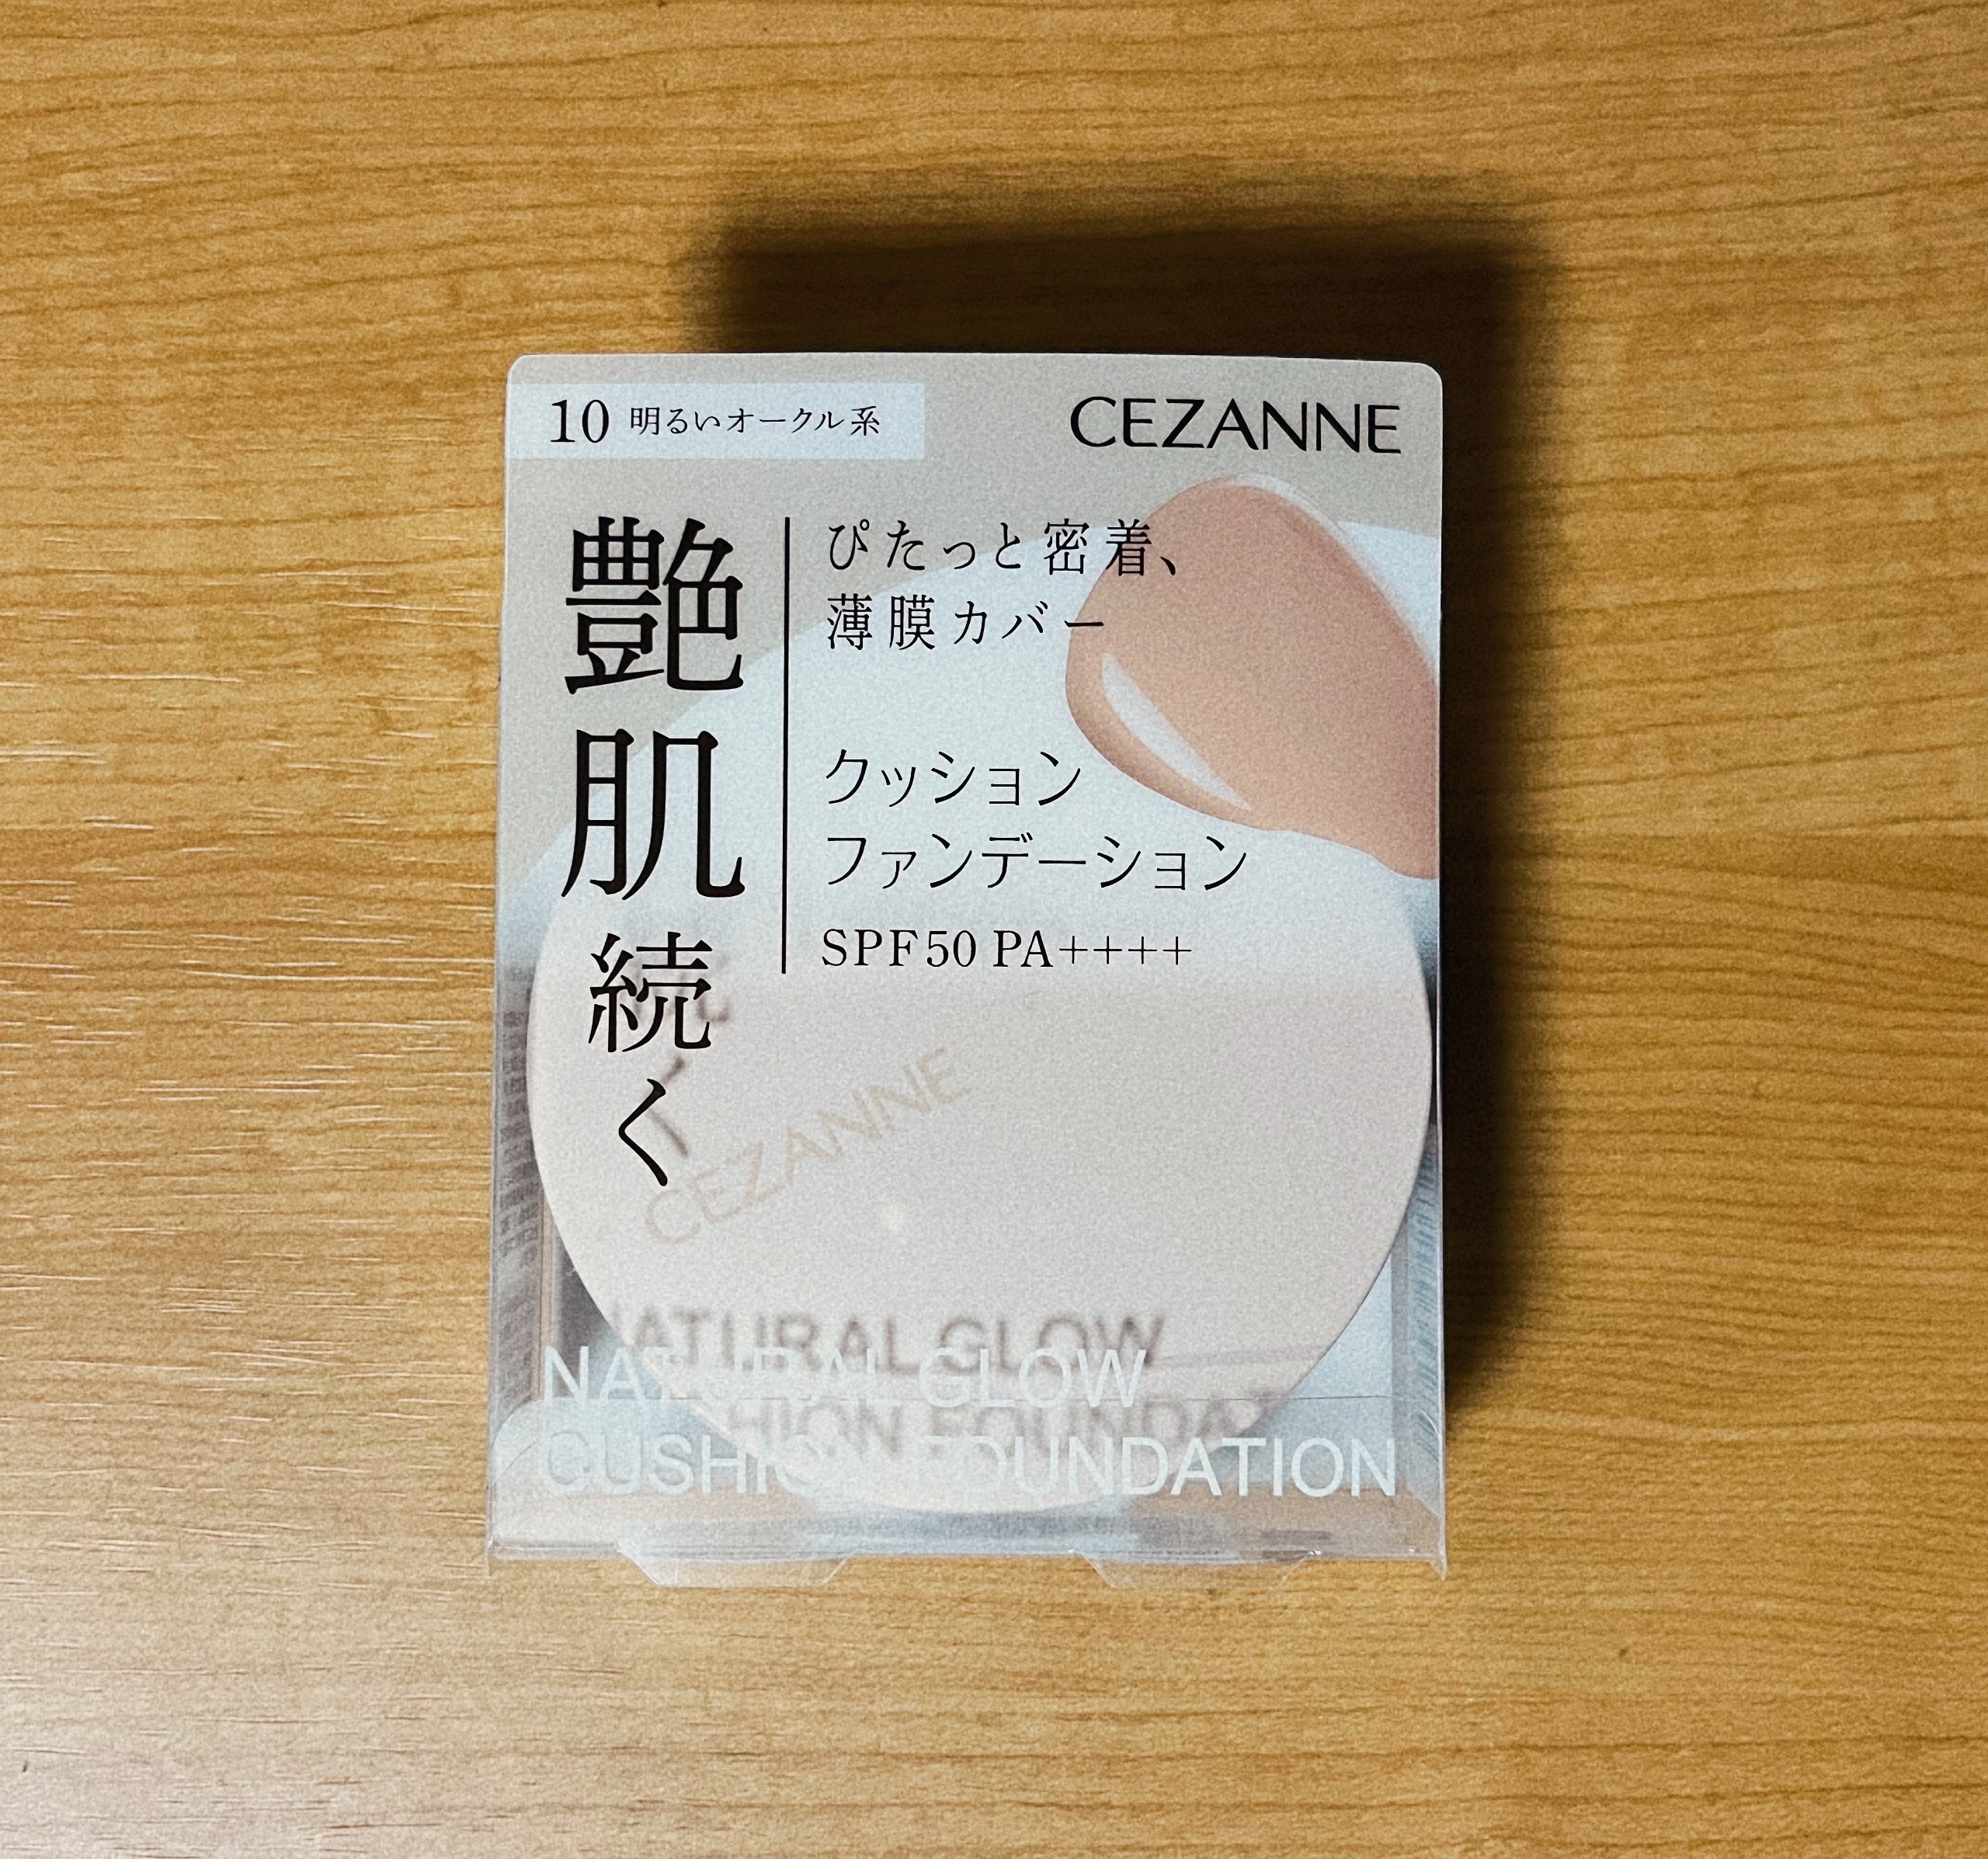 10 明るいオークル系
CEZANNE
艶肌続く
ぴたっと密着、
薄膜カバー
クッション
ファンデーション
SPF50 PA++++
CEZANNE
NATURAL GLOW
CUSHION FOUNDATION